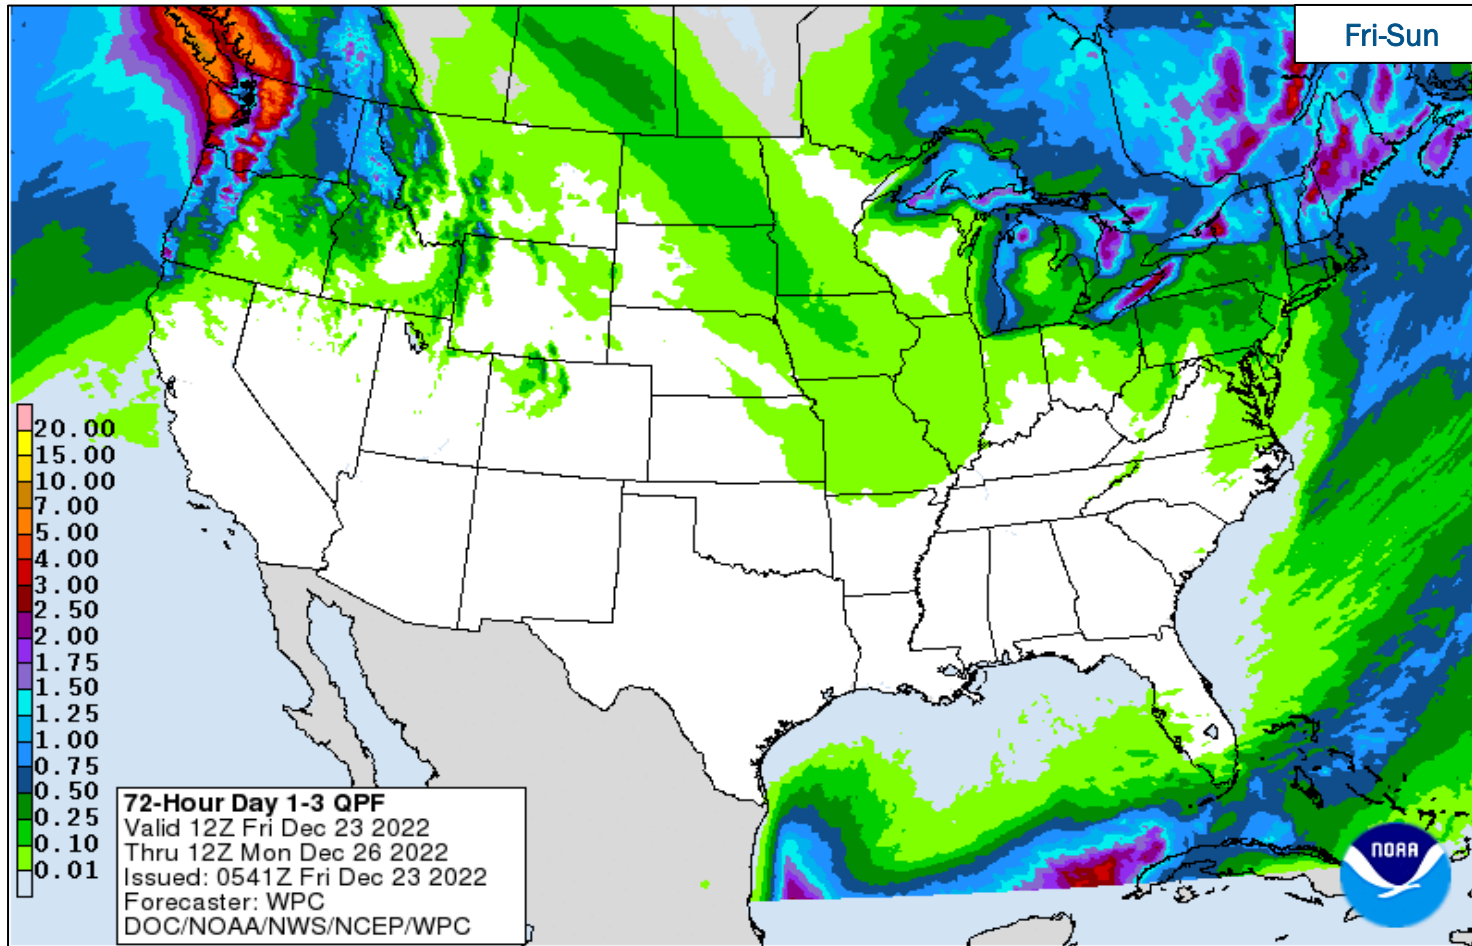 Fri-Sun
20.00
15.00
10.00
7.00
5.00
4.00
3.00
2.50
2.00
1.75
1.50
1.25
1.00
0.75
0.50
0.25
0.10
0.01
72-Hour Day 1-3 QPF
Valid 12Z Fri Dec 23 2022
Thru 12Z Mon Dec 26 2022
Issued: 0541Z Fri Dec 23 2022
Forecaster: WPC
DOC/NOAA/NWS/NCEP/WPC
NOAA